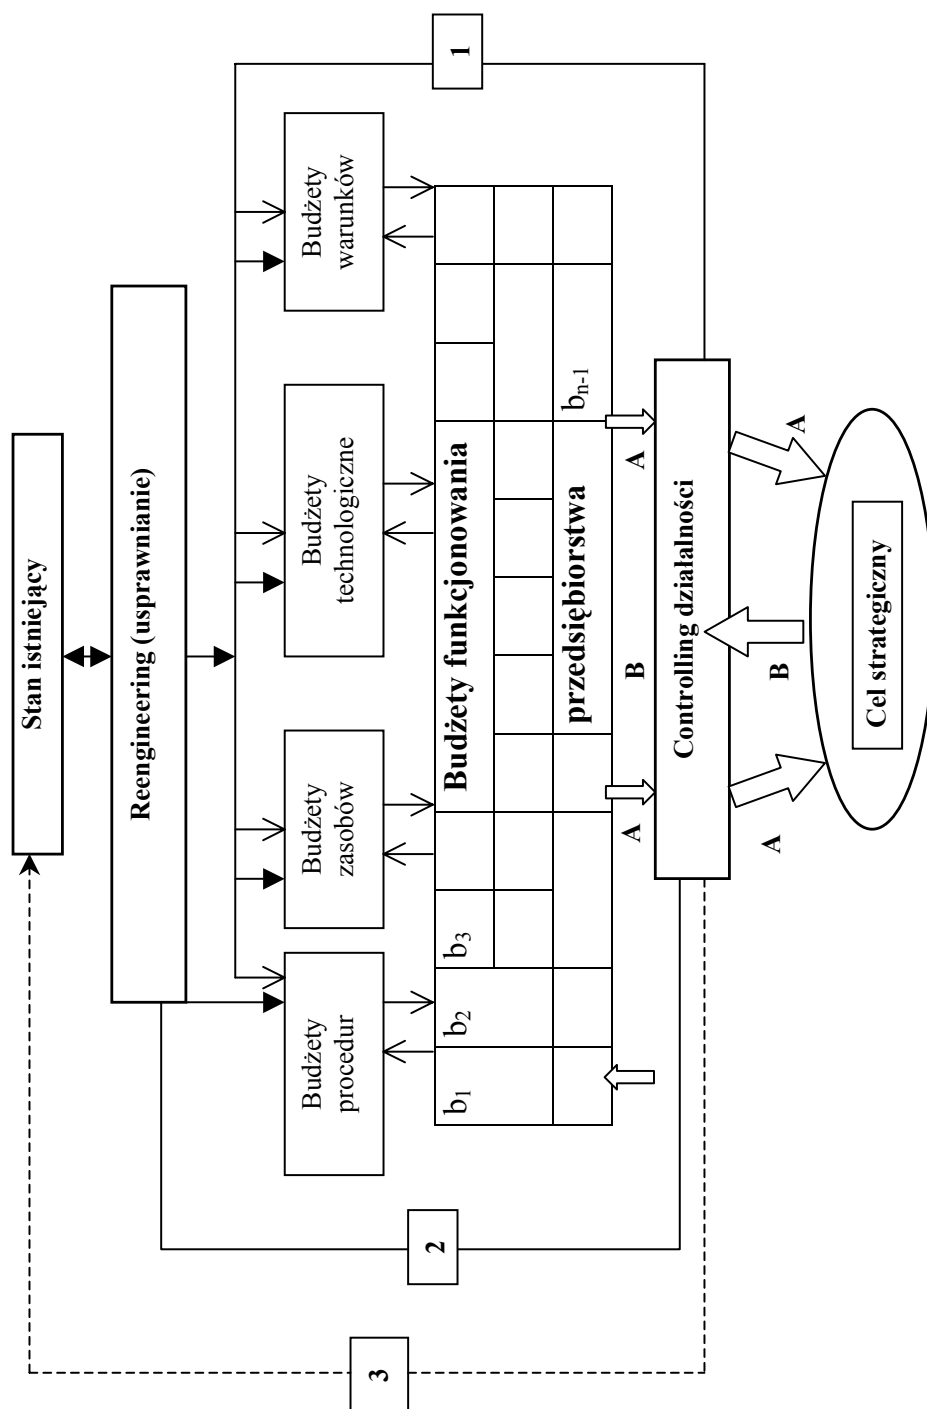 Stan istniejący
Reengineering (usprawnianie)
1
Budżety
procedur
Budżety
zasobów
Budżety
technologiczne
Budżety
warunków
b1
b2
b3
Budżety funkcjonowania
przedsiębiorstwa
bn-1
A
B
A
Controlling działalności
A
B
A
Cel strategiczny
2
3